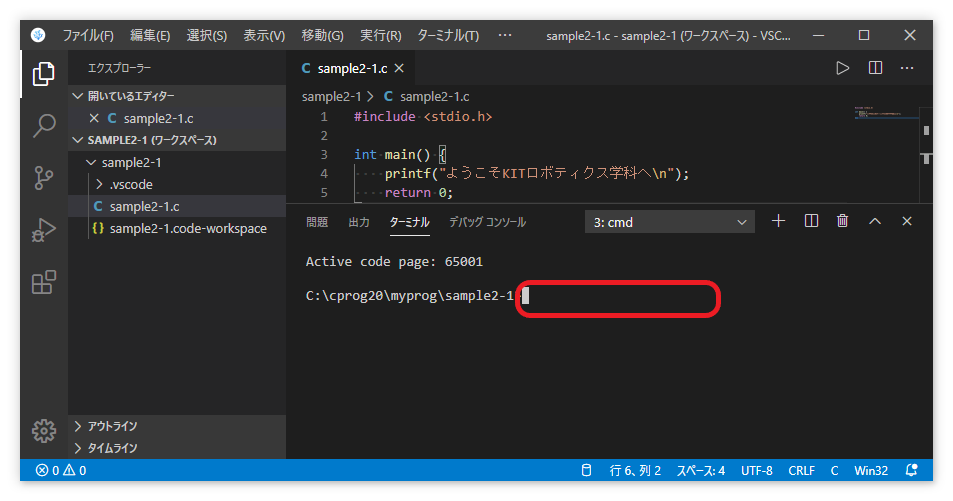 ファイル(F) 編集(E) 選択(S) 表示(V) 移動(G) 実行(R) ターミナル(T) ··· sample2-1.c - sample2-1 (ワークスペース) - VSC...
エクスプローラー
開いているエディター
sample2-1.c
SAMPLE2-1 (ワークスペース)
sample2-1
.vscode
C sample2-1.c
{} sample2-1.code-workspace
アウトライン
タイムライン
C sample2-1.c
sample2-1 > C sample2-1.c
1 #include <stdio.h>
2
3 int main() {
4 printf("ようこそKITロボティクス学科へ\n");
5 return 0;
問題 出力 ターミナル デバッグ コンソール 3: cmd
Active code page: 65001
C:\cprog20\myprog\sample2-1>
0 0 行 6、列 2 スペース: 4 UTF-8 CRLF C Win32